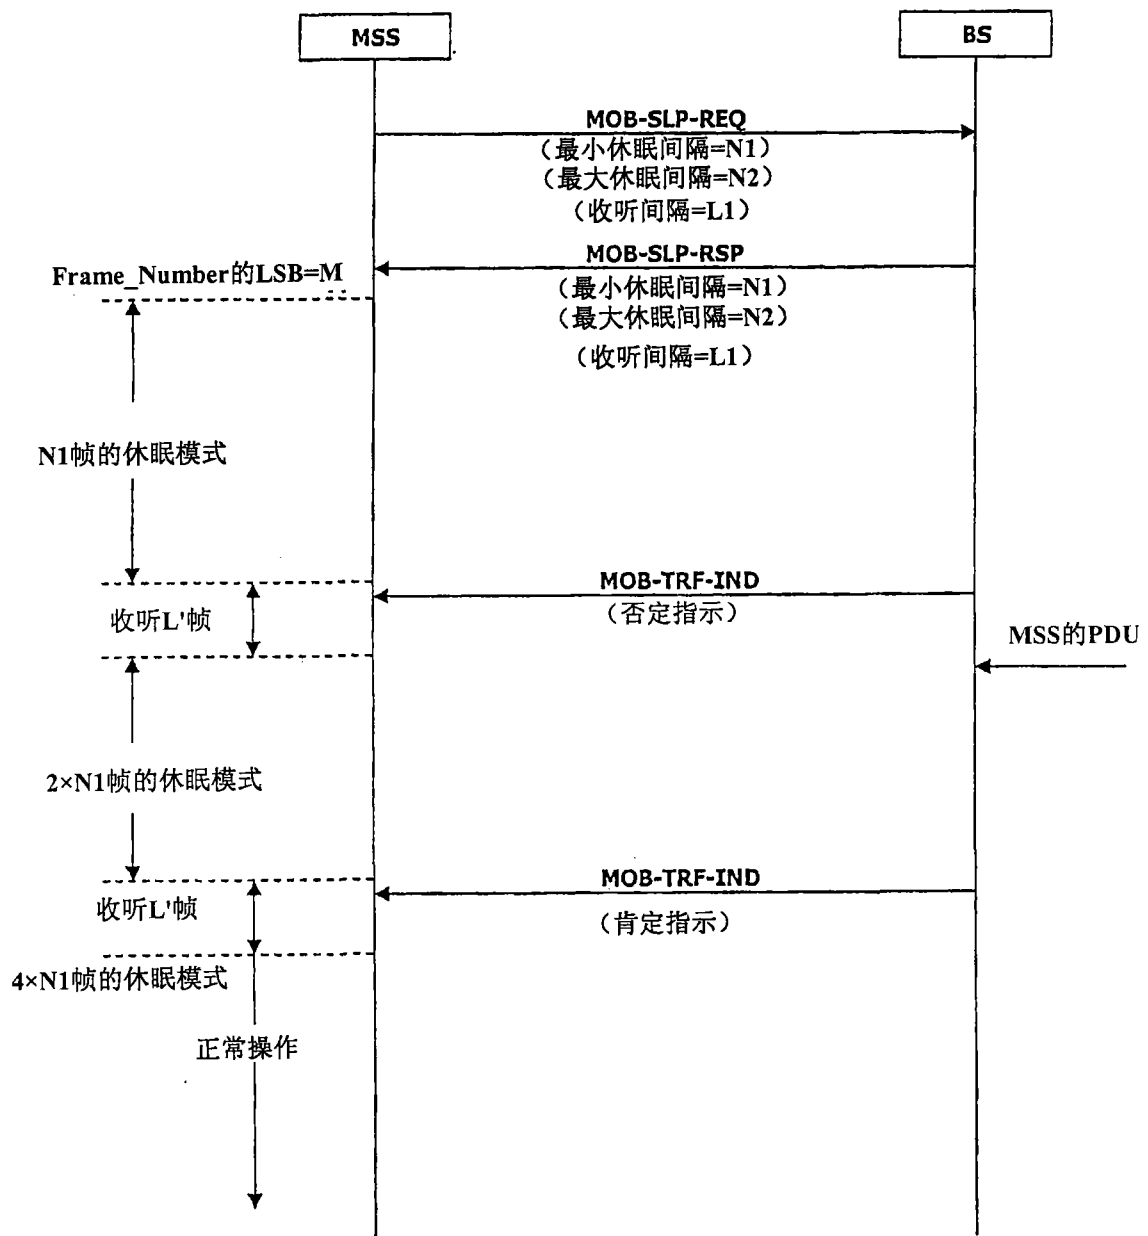 MSS
BS
MOB-SLP-REQ
（最小休眠间隔=N1）
（最大休眠间隔=N2）
（收听间隔=L1）
MOB-SLP-RSP
Frame_Number的LSB=M
（最小休眠间隔=N1）
（最大休眠间隔=N2）
（收听间隔=L1）
N1帧的休眠模式
MOB-TRF-IND
（否定指示）
收听L'帧
MSS的PDU
2×N1帧的休眠模式
MOB-TRF-IND
（肯定指示）
收听L'帧
4×N1帧的休眠模式
正常操作